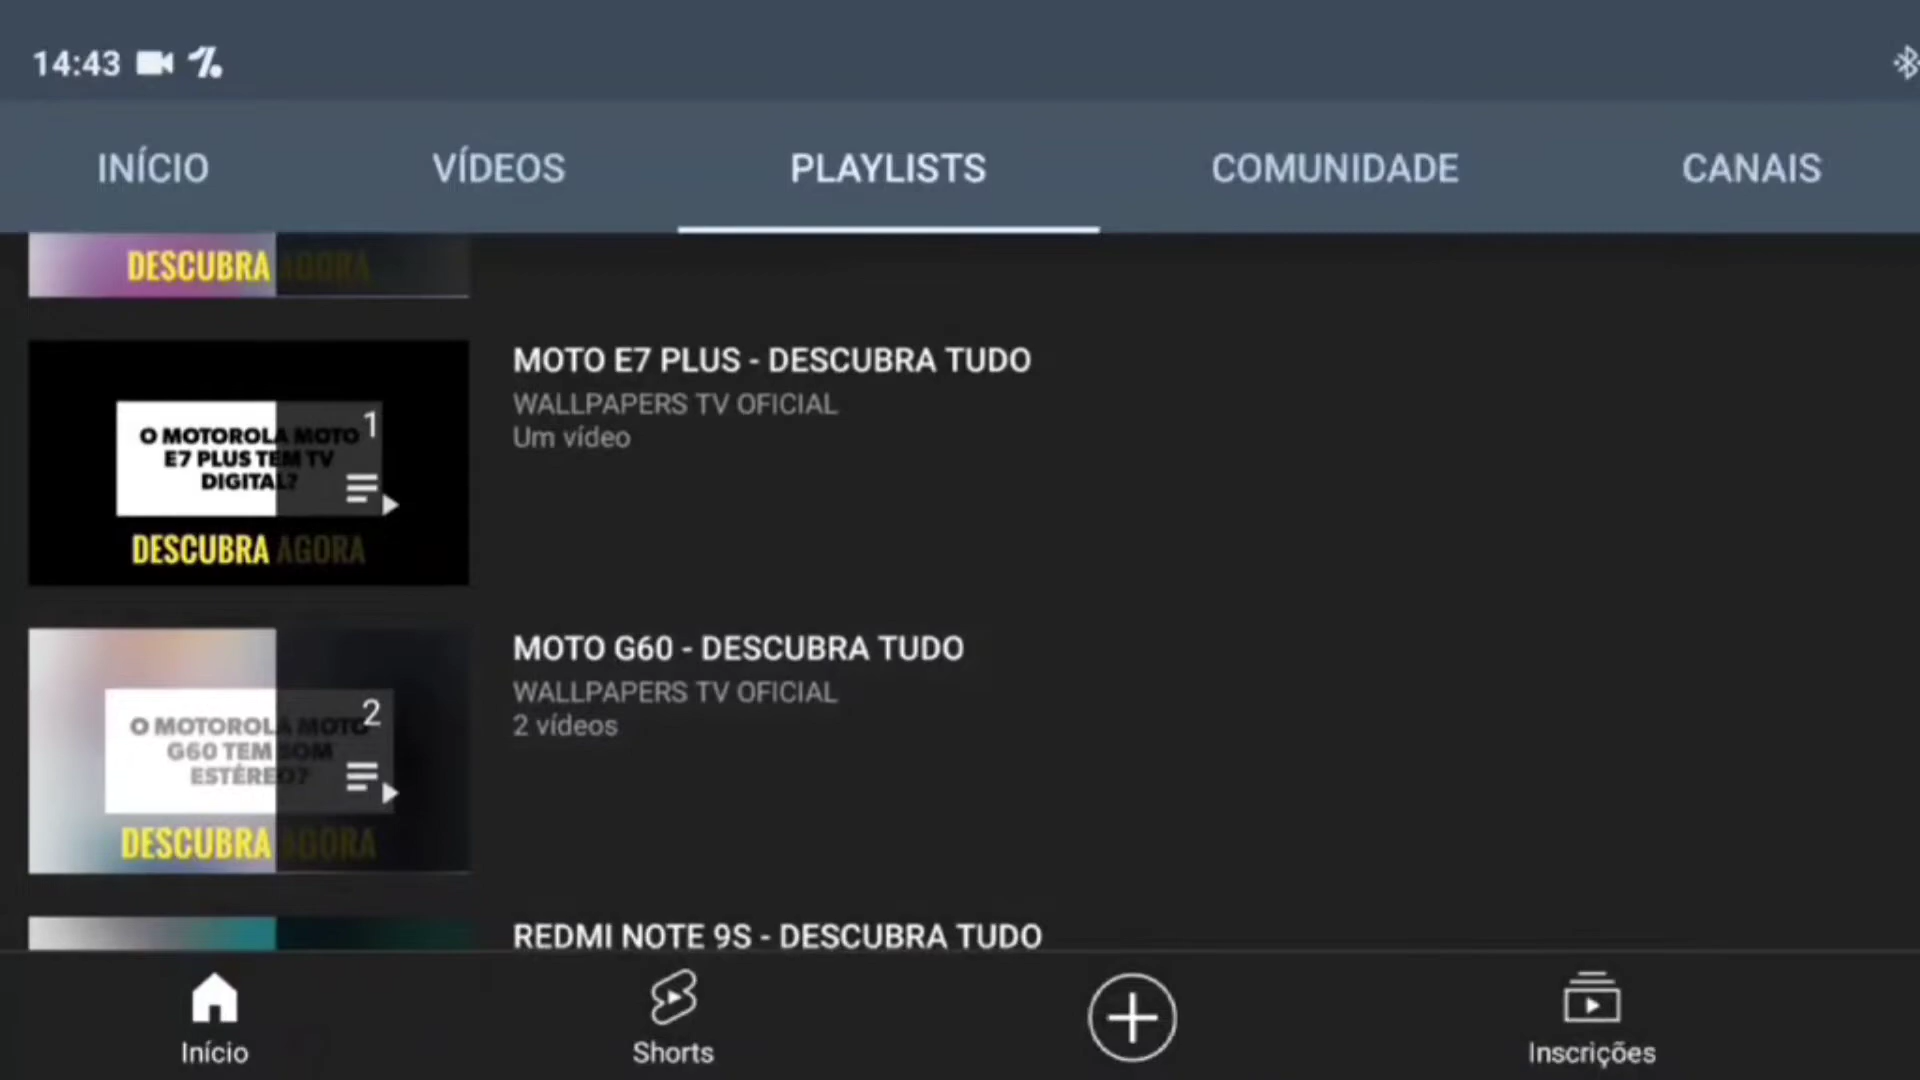 14:43
INÍCIO VÍDEOS PLAYLISTS COMUNIDADE CANAIS
DESCUBRA AGORA
O MOTOROLA MOTO
E7 PLUS TEM TV
DIGITAL?
1
DESCUBRA AGORA
MOTO E7 PLUS - DESCUBRA TUDO
WALLPAPERS TV OFICIAL
Um vídeo
O MOTOROLA MOTO
G60 TEM SOM
ESTÉREO?
2
DESCUBRA AGORA
MOTO G60 - DESCUBRA TUDO
WALLPAPERS TV OFICIAL
2 vídeos
REDMI NOTE 9S - DESCUBRA TUDO
Início Shorts Inscrições